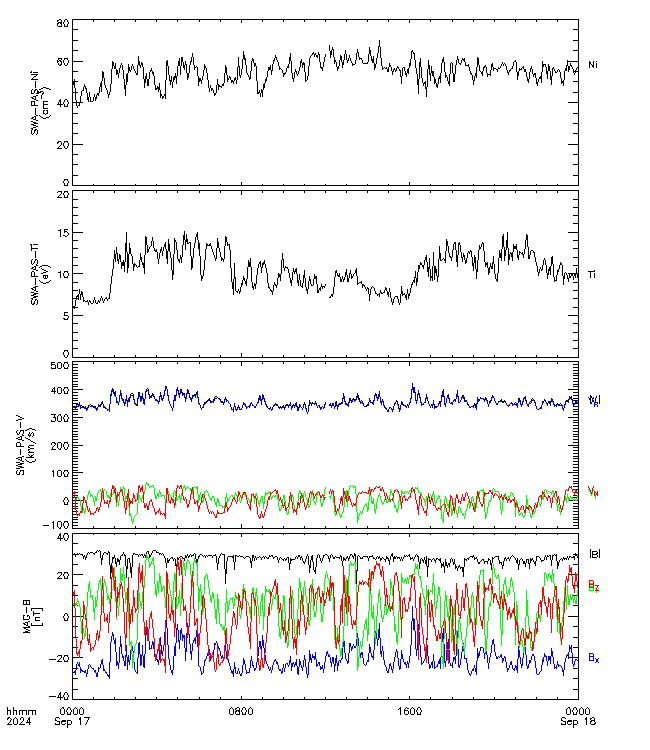 80
60
40
20
0
SWA-PAS-Ni
(cm⁻³)
Ni
20
15
10
5
0
SWA-PAS-Ti
(eV)
Ti
500
400
300
200
100
0
-100
SWA-PAS-V
(km/s)
40
20
0
-20
-40
MAG-B
[nT]
|B|
Bx
hhmm
2024
0000
Sep 17
0800
1600
0000
Sep 18